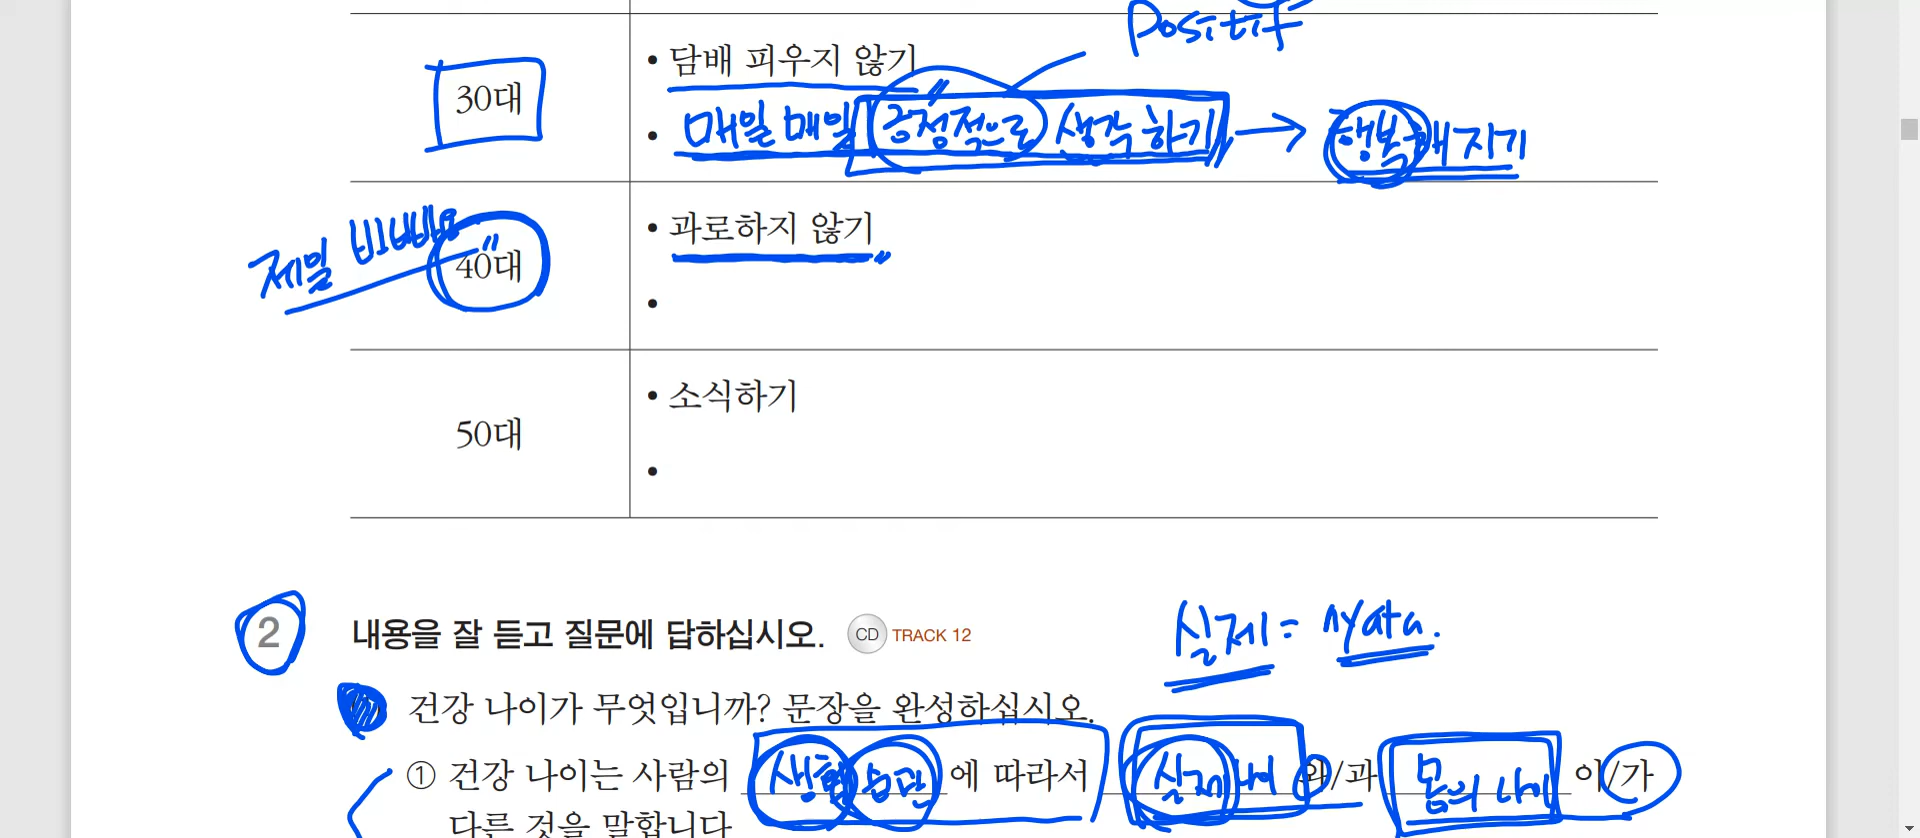 Positif
• 담배 피우지 않기
30대
• 매일 매일 긍정적으로 생각하기 → 행복해지기
제일 바빠요
40대
• 과로하지 않기
•
50대
• 소식하기
•
2 내용을 잘 듣고 질문에 답하십시오. CD TRACK 12
실제 = nyata.
건강 나이가 무엇입니까? 문장을 완성하십시오.
① 건강 나이는 사람의 생활 습관 에 따라서 실제 나이 와/과 몸의 나이 이/가
다른 것을 말합니다